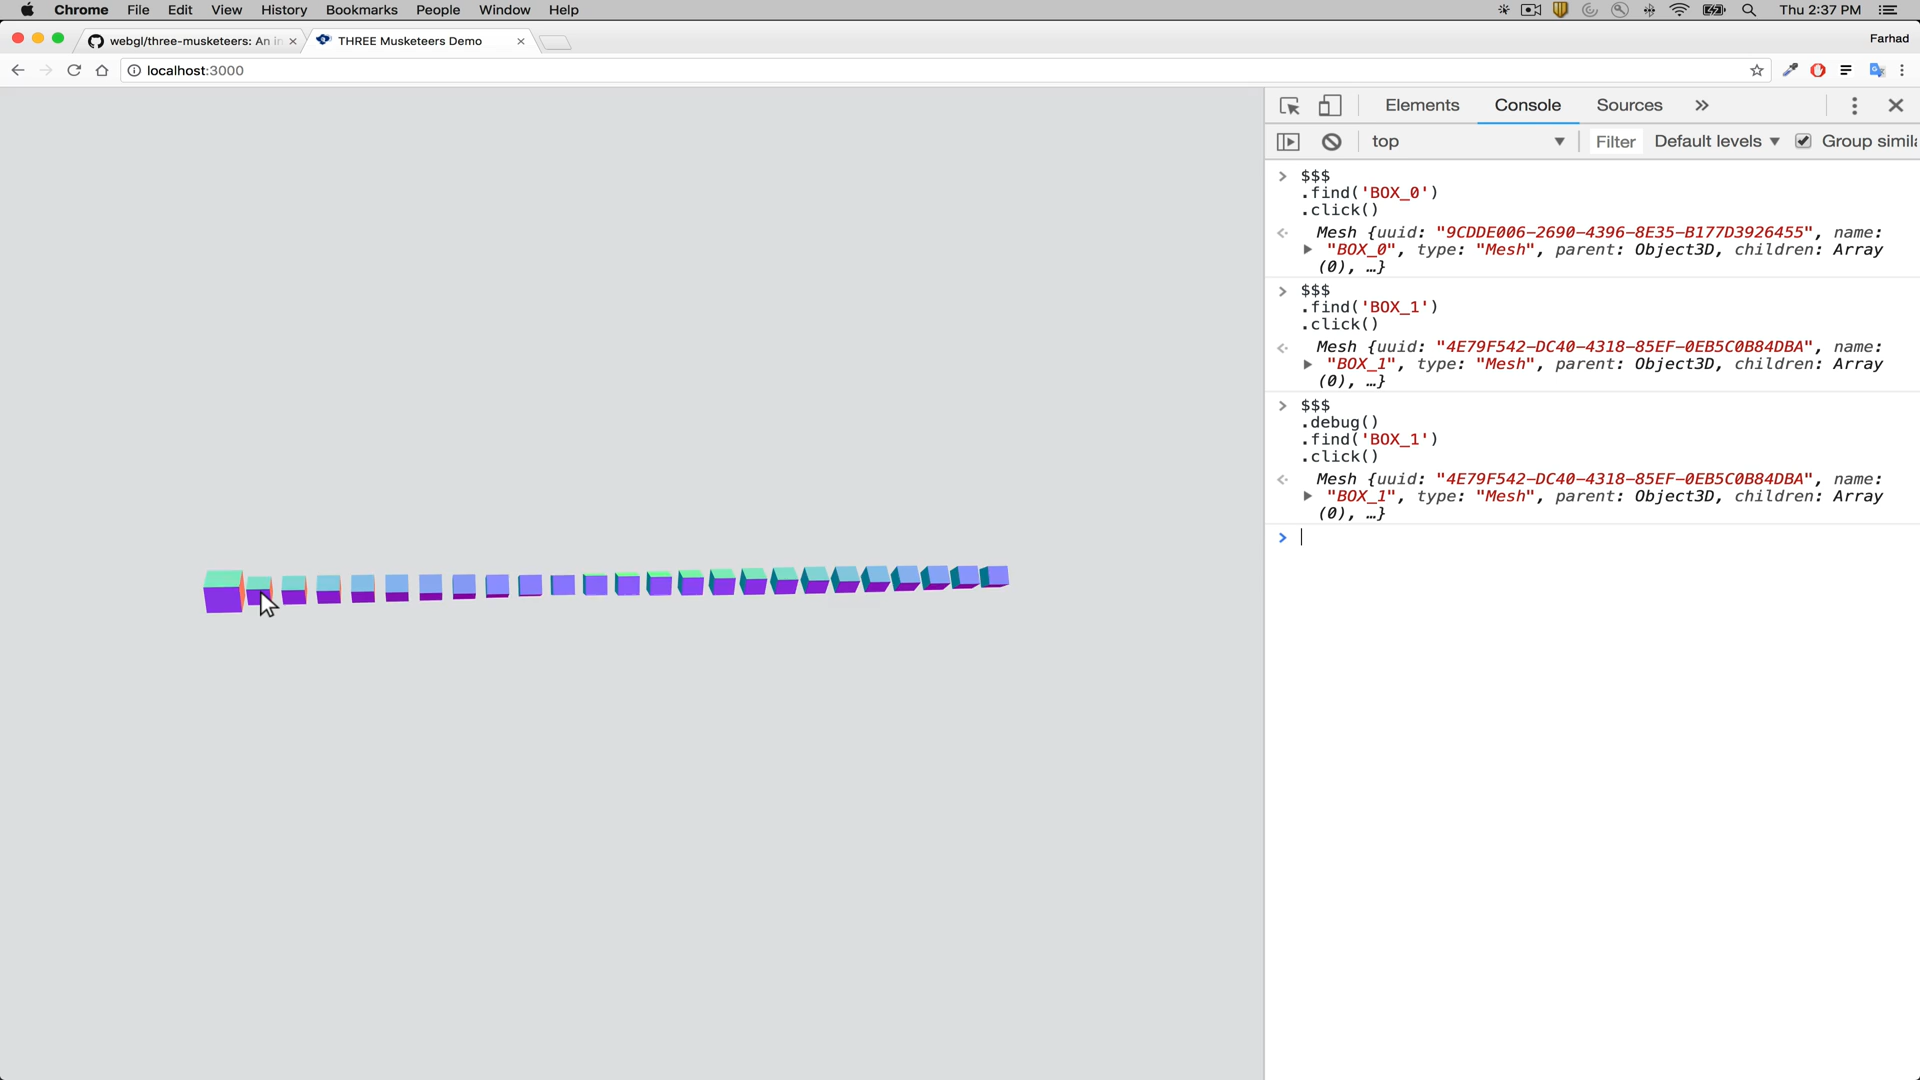 Chrome File Edit View History Bookmarks People Window Help Thu 2:37 PM
webgl/three-musketeers: An in
THREE Musketeers Demo
Farhad
localhost:3000
Elements Console Sources »
top Filter Default levels Group simila
> $$$
.find('BOX_0')
.click()
Mesh {uuid: "9CDDE006-2690-4396-8E35-B177D3926455", name:
"BOX_0", type: "Mesh", parent: Object3D, children: Array
(0), …}
> $$$
.find('BOX_1')
.click()
Mesh {uuid: "4E79F542-DC40-4318-85EF-0EB5C0B84DBA", name:
"BOX_1", type: "Mesh", parent: Object3D, children: Array
(0), …}
> $$$
.debug()
.find('BOX_1')
.click()
Mesh {uuid: "4E79F542-DC40-4318-85EF-0EB5C0B84DBA", name:
"BOX_1", type: "Mesh", parent: Object3D, children: Array
(0), …}
>